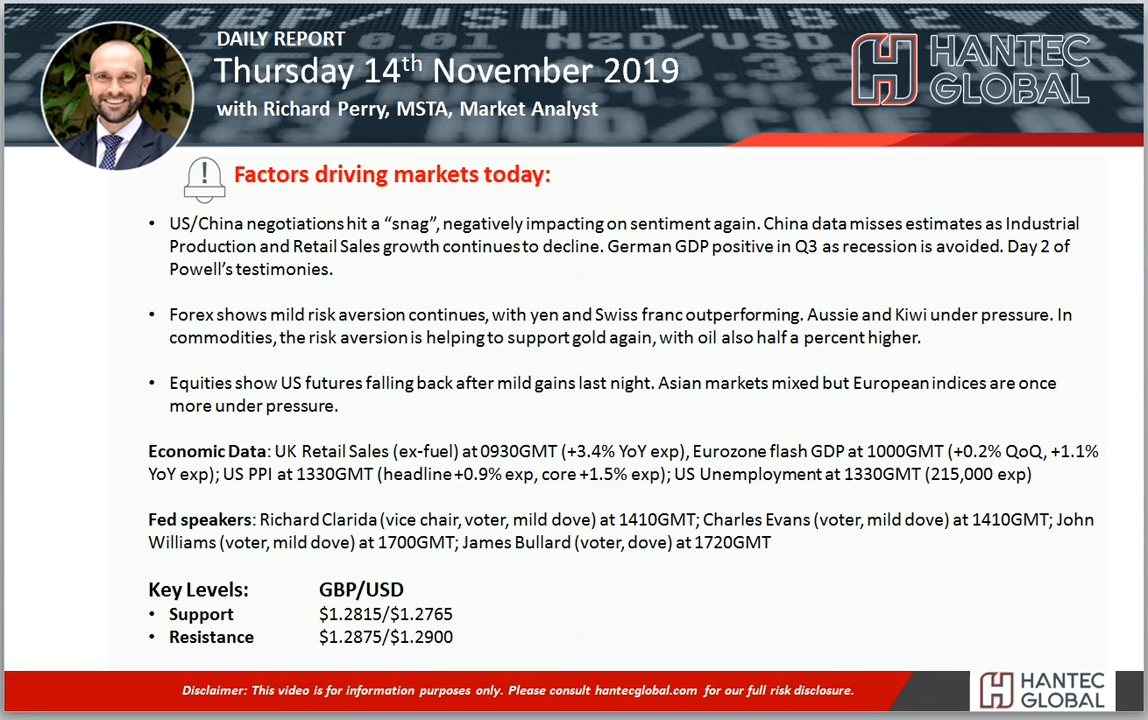 DAILY REPORT
Thursday 14th November 2019
with Richard Perry, MSTA, Market Analyst
HANTEC
GLOBAL
Factors driving markets today:
• US/China negotiations hit a “snag”, negatively impacting on sentiment again. China data misses estimates as Industrial
Production and Retail Sales growth continues to decline. German GDP positive in Q3 as recession is avoided. Day 2 of
Powell’s testimonies.
• Forex shows mild risk aversion continues, with yen and Swiss franc outperforming. Aussie and Kiwi under pressure. In
commodities, the risk aversion is helping to support gold again, with oil also half a percent higher.
• Equities show US futures falling back after mild gains last night. Asian markets mixed but European indices are once
more under pressure.
Economic Data: UK Retail Sales (ex-fuel) at 0930GMT (+3.4% YoY exp), Eurozone flash GDP at 1000GMT (+0.2% QoQ, +1.1%
YoY exp); US PPI at 1330GMT (headline +0.9% exp, core +1.5% exp); US Unemployment at 1330GMT (215,000 exp)
Fed speakers: Richard Clarida (vice chair, voter, mild dove) at 1410GMT; Charles Evans (voter, mild dove) at 1410GMT; John
Williams (voter, mild dove) at 1700GMT; James Bullard (voter, dove) at 1720GMT
Key Levels: GBP/USD
• Support $1.2815/$1.2765
• Resistance $1.2875/$1.2900
Disclaimer: This video is for information purposes only. Please consult hantecglobal.com for our full risk disclosure.
HANTEC
GLOBAL